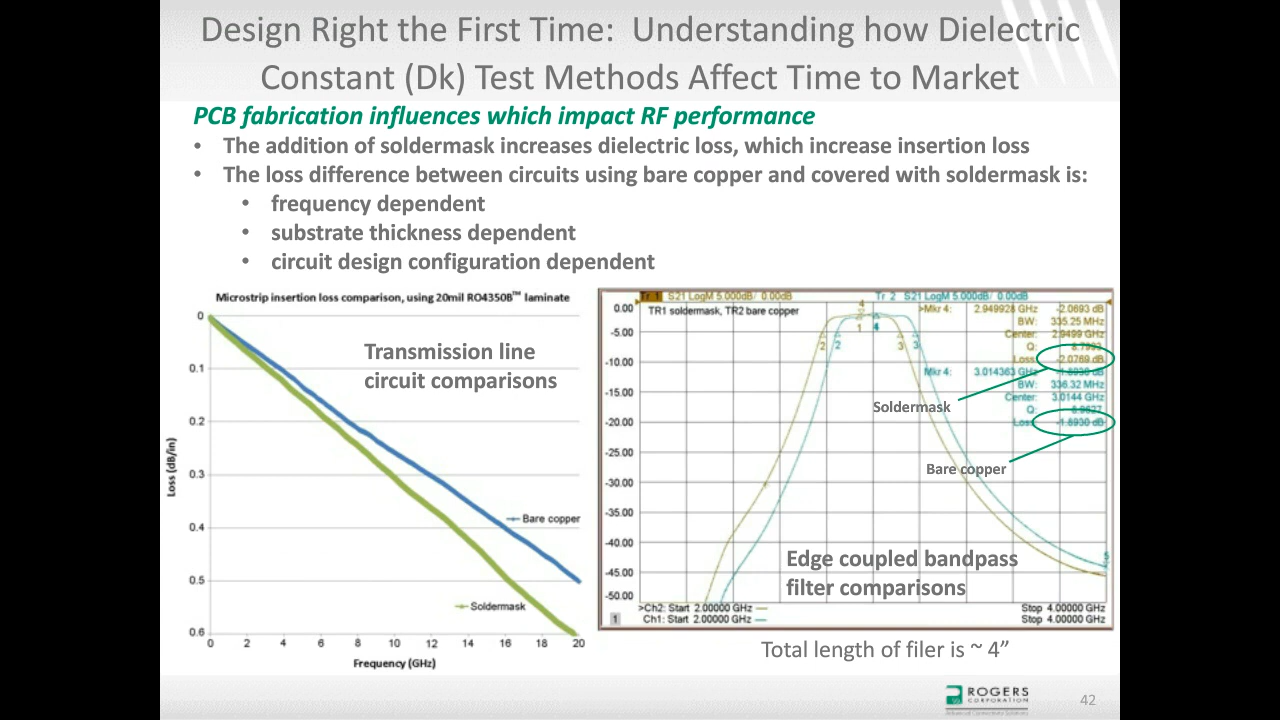 Design Right the First Time:  Understanding how Dielectric
Constant (Dk) Test Methods Affect Time to Market
PCB fabrication influences which impact RF performance
• The addition of soldermask increases dielectric loss, which increase insertion loss
• The loss difference between circuits using bare copper and covered with soldermask is:
• frequency dependent
• substrate thickness dependent
• circuit design configuration dependent
Microstrip insertion loss comparison, using 20mil RO4350B™ laminate
0
0.1
0.2
0.3
0.4
0.5
0.6
Loss (dB/in)
Transmission line
circuit comparisons
Bare copper
Soldermask
0 2 4 6 8 10 12 14 16 18 20
Frequency (GHz)
Tr 1 S21 LogM 5.000dB/ 0.00dB
Tr 2 S21 LogM 5.000dB/ 0.00dB
TR1 soldermask, TR2 bare copper
0.00
-5.00
-10.00
-15.00
-20.00
-25.00
-30.00
-35.00
-40.00
-45.00
-50.00
>Mkr 4: 2.949928 GHz -2.0693 dB
BW: 335.25 MHz
Center: 2.9499 GHz
Q:
Loss: -2.0769 dB
Mkr 4: 3.014363 GHz
BW: 336.32 MHz
Center: 3.0144 GHz
Q:
Loss: -1.8930 dB
4
1 4
2 2 3 3
5
Soldermask
Bare copper
Edge coupled bandpass
filter comparisons
>Ch2: Start 2.00000 GHz
Stop 4.00000 GHz
Ch1: Start 2.00000 GHz
Stop 4.00000 GHz
1
Total length of filer is ~ 4”
ROGERS
CORPORATION
42